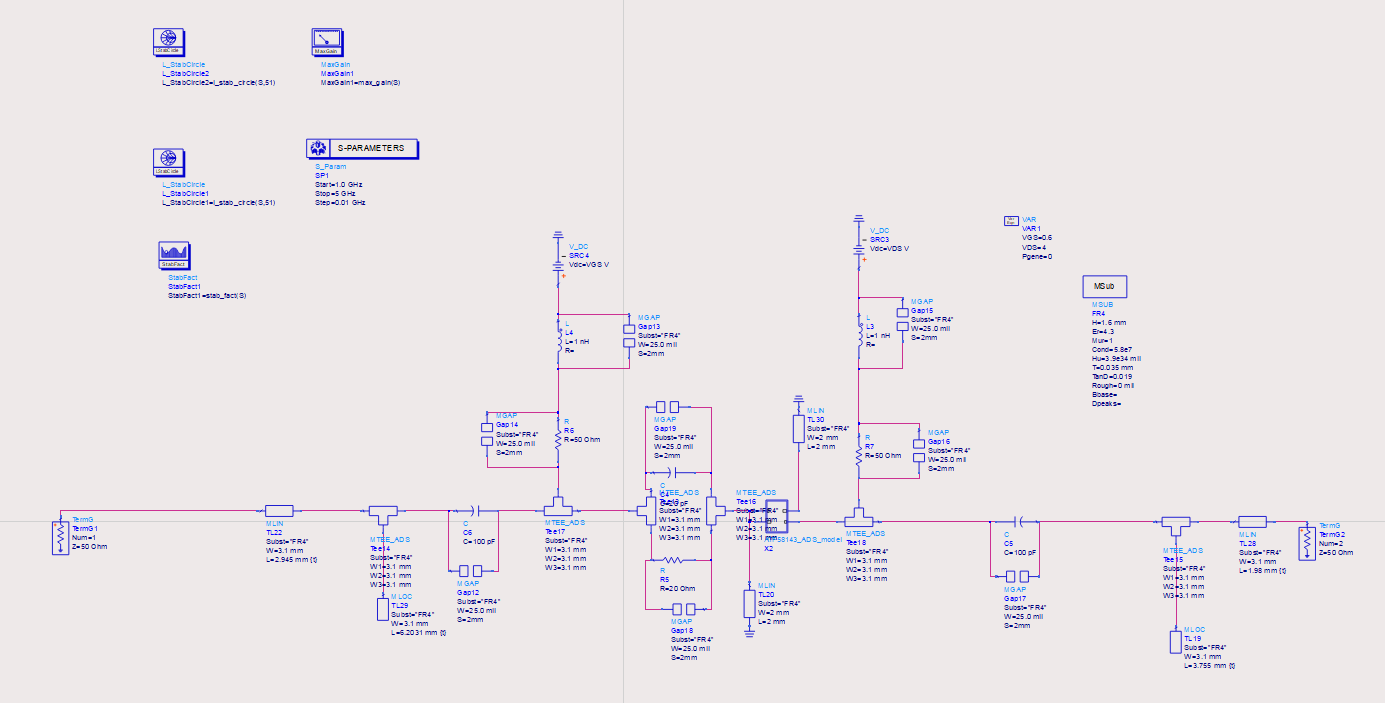 L_StabCircle
L_StabCircle
L_StabCircle2
L_StabCircle2=l_stab_circle(S,51)
MaxGain
MaxGain
MaxGain1
MaxGain1=max_gain(S)
L_StabCircle
L_StabCircle
L_StabCircle1
L_StabCircle1=l_stab_circle(S,51)
S-PARAMETERS
S_Param
SP1
Start=1.0 GHz
Stop=5 GHz
Step=0.01 GHz
StabFact
StabFact
StabFact1
StabFact1=stab_fact(S)
V_DC
SRC4
Vdc=VGS V
V_DC
SRC3
Vdc=VDS V
VAR
VAR1
VGS=0.6
VDS=4
Pgene=0
MSub
MSUB
FR4
H=1.6 mm
Er=4.3
Mur=1
Cond=5.8e7
Hu=3.9e34 mil
T=0.035 mm
TanD=0.019
Rough=0 mil
Bbase=
Dpeaks=
L
L4
L=1 nH
R=
MGAP
Gap13
Subst="FR4"
W=25.0 mil
S=2mm
L
L3
L=1 nH
R=
MGAP
Gap15
Subst="FR4"
W=25.0 mil
S=2mm
MGAP
Gap14
Subst="FR4"
W=25.0 mil
S=2mm
R
R6
R=50 Ohm
MGAP
Gap19
Subst="FR4"
W=25.0 mil
S=2mm
MLIN
TL30
Subst="FR4"
W=2 mm
L=2 mm
R
R7
R=50 Ohm
MGAP
Gap16
Subst="FR4"
W=25.0 mil
S=2mm
TermG
TermG1
Num=1
Z=50 Ohm
MLIN
TL22
Subst="FR4"
W=3.1 mm
L=2.945 mm {t}
MTEE_ADS
Tee14
Subst="FR4"
W1=3.1 mm
W2=3.1 mm
W3=3.1 mm
MLOC
TL29
Subst="FR4"
W=3.1 mm
L=6.2031 mm {t}
C
C6
C=100 pF
MGAP
Gap12
Subst="FR4"
W=25.0 mil
S=2mm
MTEE_ADS
Tee17
Subst="FR4"
W1=3.1 mm
W2=3.1 mm
W3=3.1 mm
C
MTEE_ADS
Subst="FR4"
W1=3.1 mm
W2=3.1 mm
W3=3.1 mm
R
R5
R=20 Ohm
MGAP
Gap18
Subst="FR4"
W=25.0 mil
S=2mm
MTEE_ADS
Tee16
Subst="FR4"
W1=3.1 mm
W2=3.1 mm
W3=3.1 mm
X2
MLIN
TL20
Subst="FR4"
W=2 mm
L=2 mm
MTEE_ADS
Tee18
Subst="FR4"
W1=3.1 mm
W2=3.1 mm
W3=3.1 mm
C
C5
C=100 pF
MGAP
Gap17
Subst="FR4"
W=25.0 mil
S=2mm
MTEE_ADS
Subst="FR4"
W1=3.1 mm
W2=3.1 mm
W3=3.1 mm
MLOC
TL19
Subst="FR4"
W=3.1 mm
L=3.755 mm {t}
MLIN
TL28
Subst="FR4"
W=3.1 mm
L=1.98 mm {t}
TermG
TermG2
Num=2
Z=50 Ohm